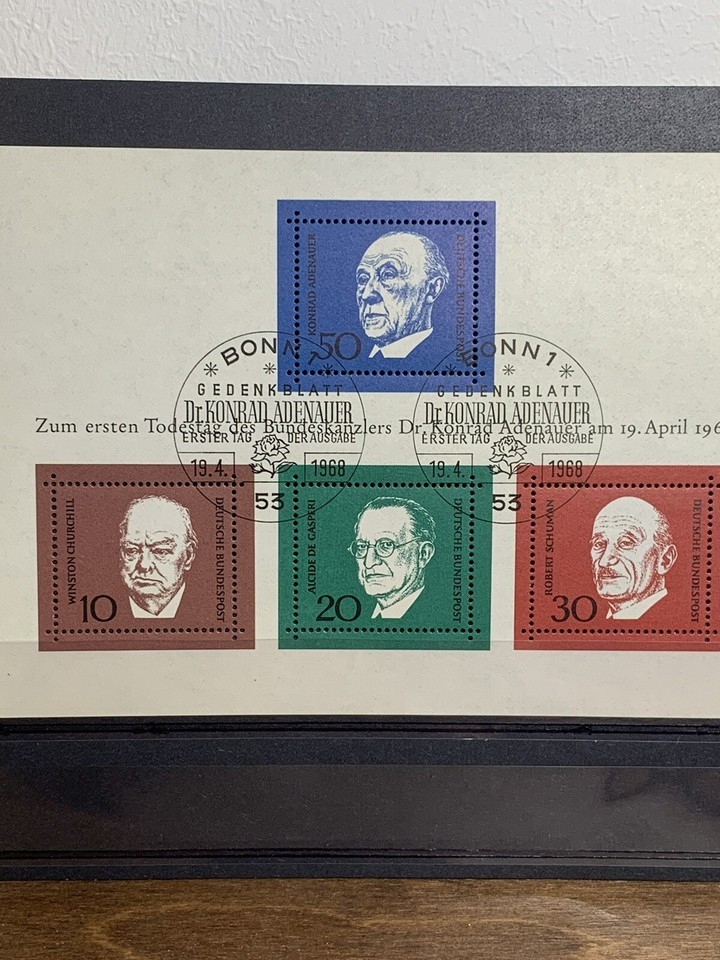 KONRAD ADENAUER
DEUTSCHE BUNDESPOST
50
BONN 1
GEDENKBLATT
Dr. KONRAD ADENAUER
ERSTER TAG DER AUSGABE
19.4. 1968
53
BONN 1
GEDENKBLATT
Dr. KONRAD ADENAUER
ERSTER TAG DER AUSGABE
19.4. 1968
53
Zum ersten Todestag des Bundeskanzlers Dr. Konrad Adenauer am 19. April 196
WINSTON CHURCHILL
DEUTSCHE BUNDESPOST
10
ALCIDE DE GASPERI
DEUTSCHE BUNDESPOST
20
ROBERT SCHUMAN
DEUTSCHE BUNDESPOST
30